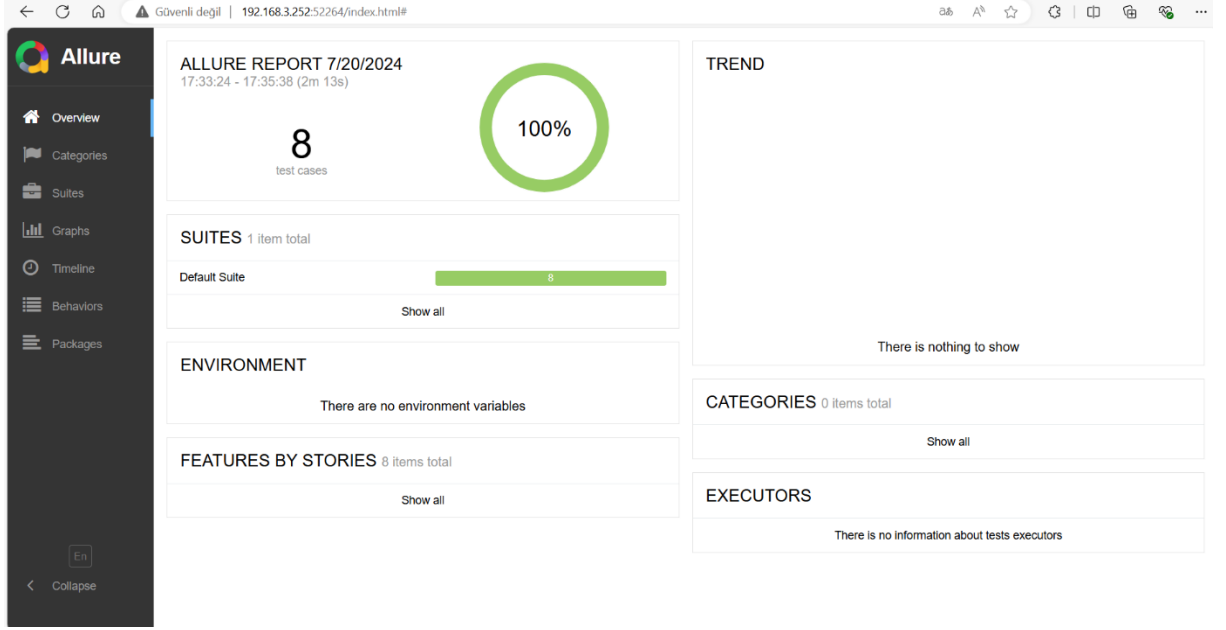 Güvenli değil | 192.168.3.252:52264/index.html#
Allure
Overview
Categories
Suites
Graphs
Timeline
Behaviors
Packages
En
Collapse
ALLURE REPORT 7/20/2024
17:33:24 - 17:35:38 (2m 13s)
8
test cases
100%
SUITES 1 item total
Default Suite 8
Show all
ENVIRONMENT
There are no environment variables
FEATURES BY STORIES 8 items total
Show all
TREND
There is nothing to show
CATEGORIES 0 items total
Show all
EXECUTORS
There is no information about tests executors